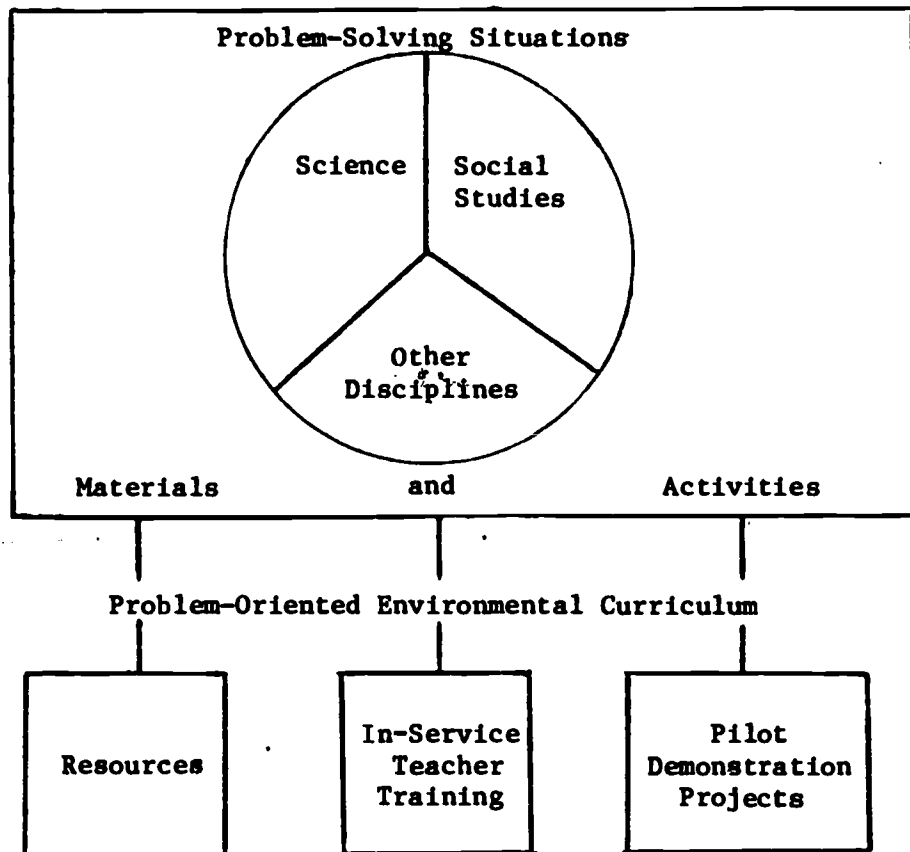 Problem-Solving Situations
Science
Social
Studies
Other
Disciplines
Materials and Activities
Problem-Oriented Environmental Curriculum
Resources
In-Service
Teacher
Training
Pilot
Demonstration
Projects